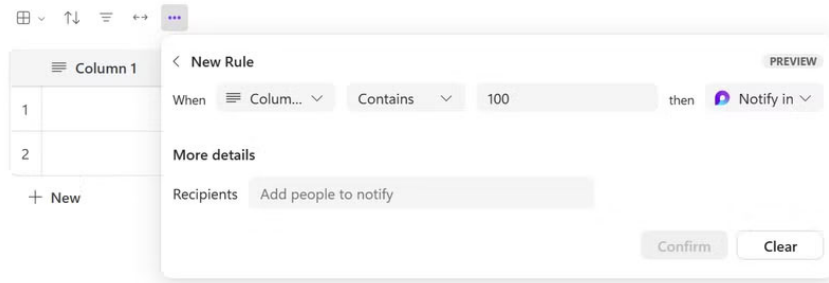 Column 1
New Rule
PREVIEW
When Colum... Contains 100 then Notify in
1
More details
2
Recipients Add people to notify
+ New
Confirm Clear